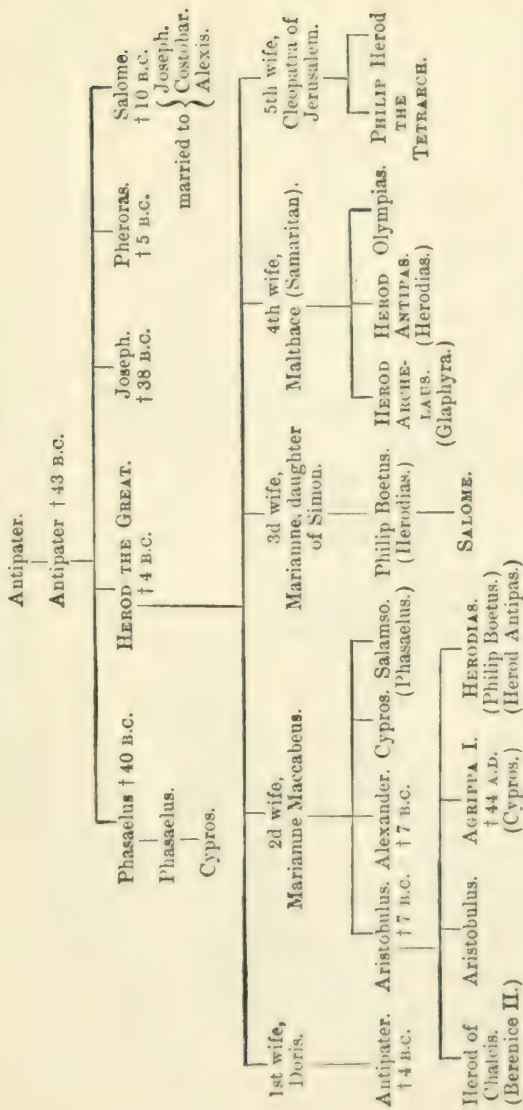 Antipater.
Antipater † 43 B.C.
Phasaelus † 40 B.C.
Phasaelus.
Cypros.
HEROD THE GREAT.
† 4 B.C.
Joseph.
† 38 B.C.
Pheroras.
† 5 B.C.
Salome.
† 10 B.C.
married to { Joseph.
Costobar.
Alexis.
1st wife,
Doris.
Antipater.
† 4 B.C.
2d wife,
Mariamne Maccabeus.
Aristobulus.
† 7 B.C.
Alexander.
† 7 B.C.
Cypros.
Salamso.
(Phasaelus.)
Herod of
Chalcis.
(Berenice II.)
Aristobulus.
AGRIPPA I.
† 44 A.D.
(Cypros.)
HERODIAS.
(Philip Boetus.)
(Herod Antipas.)
3d wife,
Mariamne, daughter
of Simon.
Philip Boetus.
(Herodias.)
SALOME.
4th wife,
Malthace (Samaritan).
HEROD
ARCHE-
LAUS.
(Glaphyra.)
HEROD
ANTIPAS.
(Herodias.)
Olympias.
5th wife,
Cleopatra of
Jerusalem.
PHILIP
THE
TETRARCH.
Herod